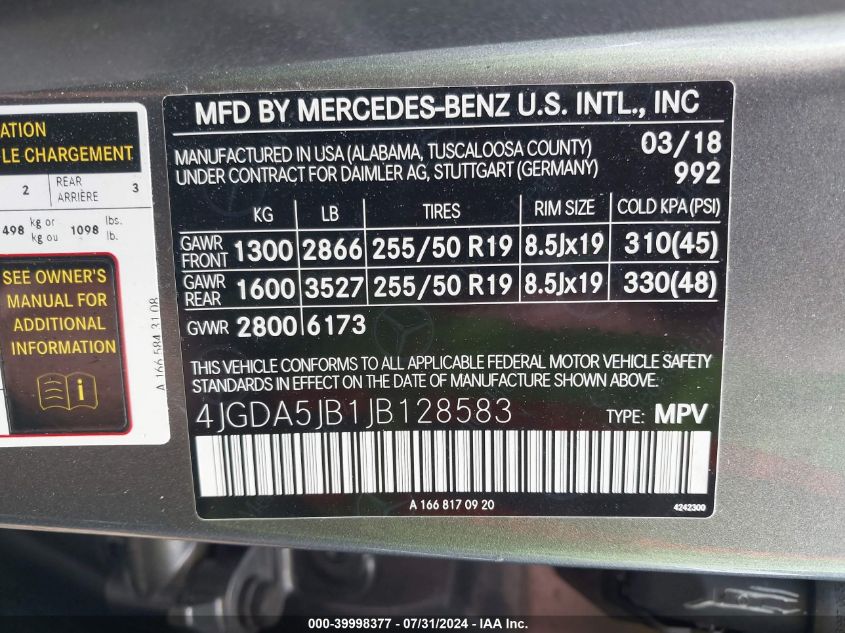 ATION
LE CHARGEMENT
2 REAR ARRIÈRE 3
498 kg or kg ou 1098 lbs. lb.
SEE OWNER'S
MANUAL FOR
ADDITIONAL
INFORMATION
A 166 584 31 08
MFD BY MERCEDES-BENZ U.S. INTL., INC
MANUFACTURED IN USA (ALABAMA, TUSCALOOSA COUNTY) 03/18
UNDER CONTRACT FOR DAIMLER AG, STUTTGART (GERMANY) 992
KG LB TIRES RIM SIZE COLD KPA (PSI)
GAWR FRONT 1300 2866 255/50 R19 8.5Jx19 310(45)
GAWR REAR 1600 3527 255/50 R19 8.5Jx19 330(48)
GVWR 2800 6173
THIS VEHICLE CONFORMS TO ALL APPLICABLE FEDERAL MOTOR VEHICLE SAFETY
STANDARDS IN EFFECT ON THE DATE OF MANUFACTURE SHOWN ABOVE.
4JGDA5JB1JB128583 TYPE: MPV
A 166 817 09 20
4242300
000-39998377 - 07/31/2024 - IAA Inc.